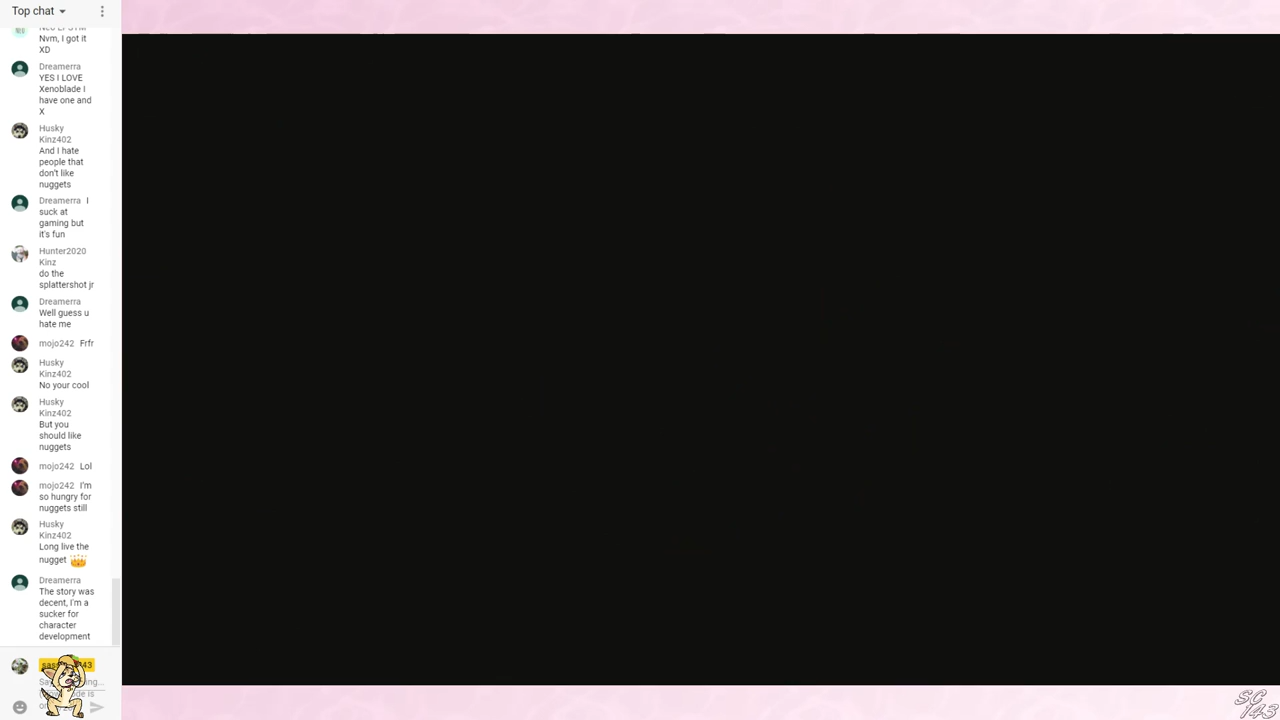 Top chat
Nvm, I got it
XD
Dreamerra
YES I LOVE
Xenoblade I
have one and
X
Husky
Kinz402
And I hate
people that
don't like
nuggets
Dreamerra I
suck at
gaming but
it's fun
Hunter2020
Kinz
do the
splattershot jr
Dreamerra
Well guess u
hate me
mojo242 Frfr
Husky
Kinz402
No your cool
Husky
Kinz402
But you
should like
nuggets
mojo242 Lol
mojo242 I'm
so hungry for
nuggets still
Husky
Kinz402
Long live the
nugget
Dreamerra
The story was
decent, I'm a
sucker for
character
development
SC
143